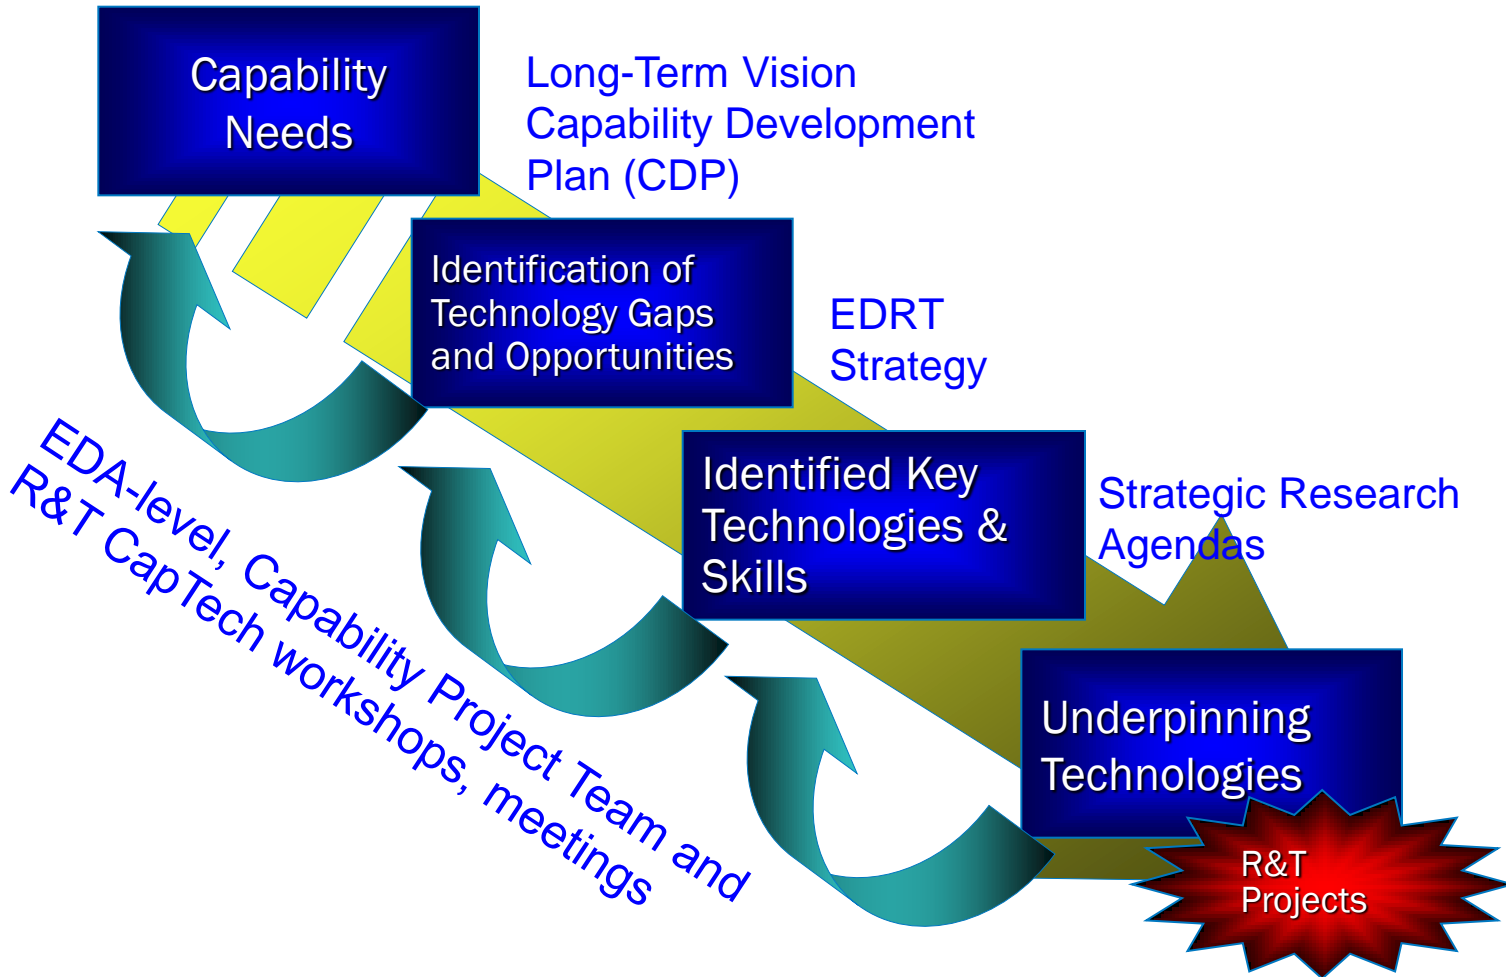 Capability
Needs
Long-Term Vision
Capability Development
Plan (CDP)
Identification of
Technology Gaps
and Opportunities
EDRT
Strategy
Identified Key
Technologies &
Skills
Strategic Research
Agendas
EDA-level, Capability Project Team and
R&T CapTech workshops, meetings
Underpinning
Technologies
R&T
Projects